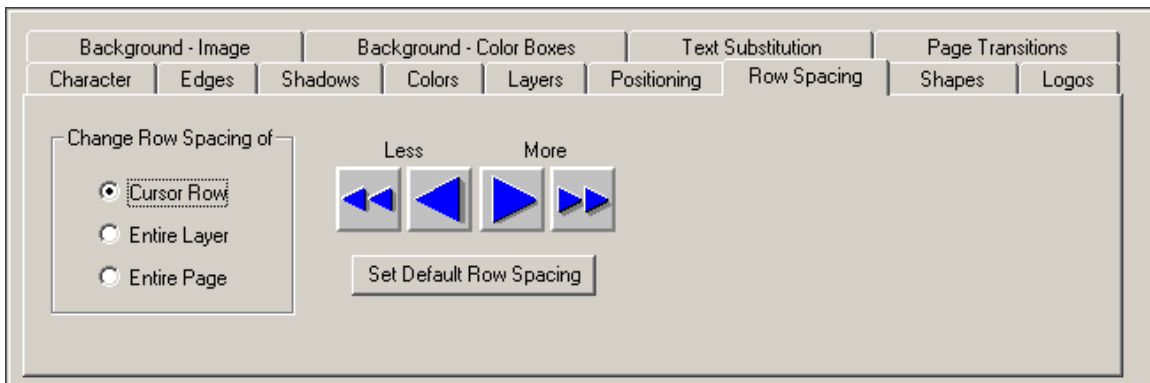 Background - Image Background - Color Boxes Text Substitution Page Transitions
Character Edges Shadows Colors Layers Positioning Row Spacing Shapes Logos
Change Row Spacing of
Less More
Cursor Row
Entire Layer
Entire Page
Set Default Row Spacing